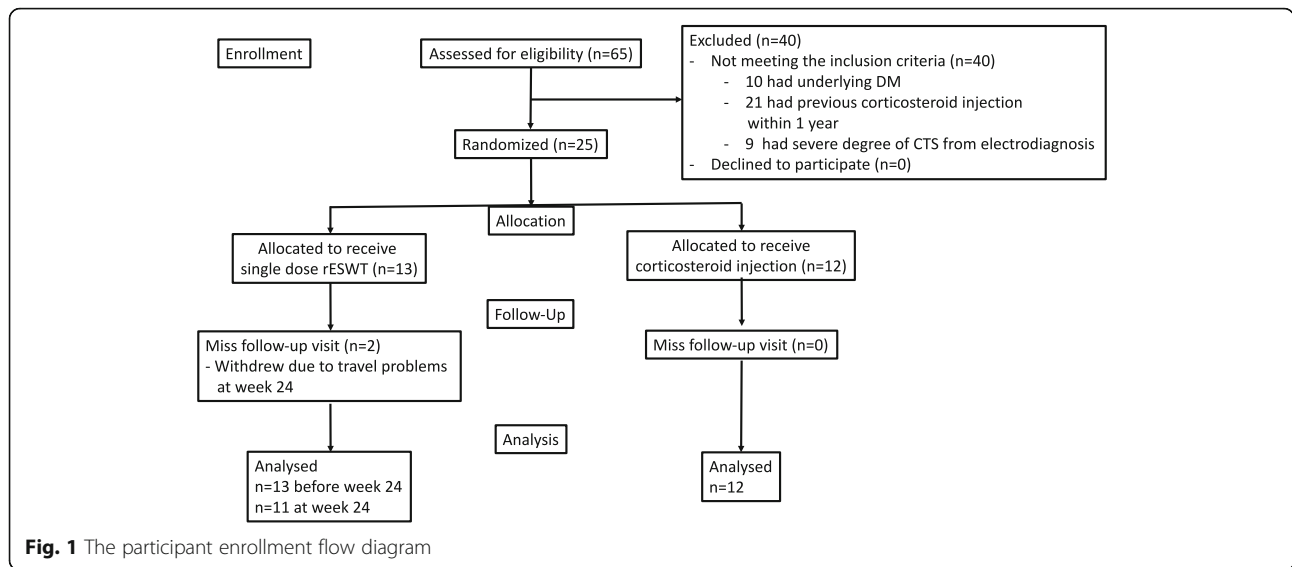 Enrollment
Assessed for eligibility (n=65)
Excluded (n=40)
- Not meeting the inclusion criteria (n=40)
- 10 had underlying DM
- 21 had previous corticosteroid injection
within 1 year
- 9 had severe degree of CTS from electrodiagnosis
- Declined to participate (n=0)
Randomized (n=25)
Allocation
Allocated to receive
single dose rESWT (n=13)
Allocated to receive
corticosteroid injection (n=12)
Follow-Up
Miss follow-up visit (n=2)
- Withdrew due to travel problems
at week 24
Miss follow-up visit (n=0)
Analysis
Analysed
n=13 before week 24
n=11 at week 24
Analysed
n=12
Fig. 1 The participant enrollment flow diagram